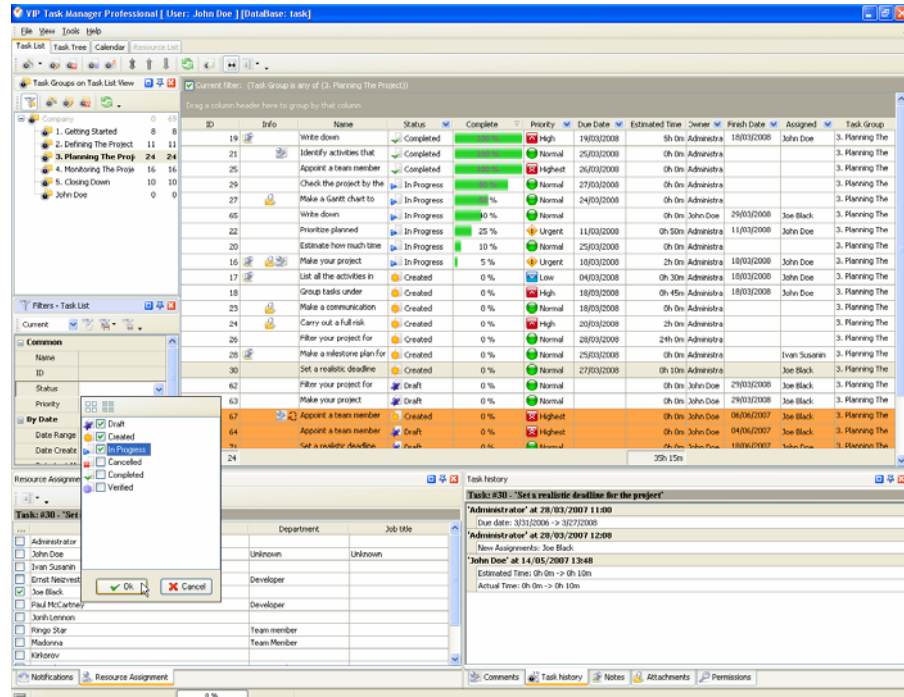 VIP Task Manager Professional [ User: John Doe ] [DataBase: task]
File View Tools Help
Task List Task Tree Calendar Resource List
Task Groups on Task List View
Company 0 69
1. Getting Started 8 8
2. Defining The Project 11 11
3. Planning The Proj 24 24
4. Monitoring The Proje 16 16
5. Closing Down 10 10
John Doe 0 0
Current filter: (Task Group is any of (3. Planning The Project))
Drag a column header here to group by that column
ID Info Name Status Complete Priority Due Date Estimated Time Owner Finish Date Assigned Task Group
19 Write down Completed 100 % High 19/03/2008 5h 0m Administra 18/03/2008 John Doe 3. Planning The
21 Identify activities that Completed 100 % Normal 25/03/2008 0h 0m Administra 3. Planning The
25 Appoint a team member Completed 100 % Highest 26/03/2008 0h 0m Administra 3. Planning The
29 Check the project by the In Progress % Normal 27/03/2008 0h 0m Administra 3. Planning The
27 Make a Gantt chart to In Progress % Normal 24/03/2008 0h 0m Administra 3. Planning The
65 Write down In Progress 40 % Normal 0h 0m John Doe 29/03/2008 Joe Black 3. Planning The
22 Prioritize planned In Progress 25 % Urgent 11/03/2008 0h 50m Administra 11/03/2008 John Doe 3. Planning The
20 Estimate how much time In Progress 10 % Normal 25/03/2008 0h 0m Administra 3. Planning The
16 Make your project In Progress 5 % Urgent 18/03/2008 2h 0m Administra 18/03/2008 John Doe 3. Planning The
17 List all the activities in Created 0 % Low 04/03/2008 0h 30m Administra 18/03/2008 John Doe 3. Planning The
18 Group tasks under Created 0 % High 18/03/2008 0h 45m Administra 18/03/2008 John Doe 3. Planning The
23 Make a communication Created 0 % Normal 18/03/2008 0h 0m Administra 3. Planning The
24 Carry out a full risk Created 0 % High 20/03/2008 2h 0m Administra 3. Planning The
26 Filter your project for Created 0 % Normal 28/03/2008 24h 0m Administra 3. Planning The
28 Make a milestone plan for Created 0 % Normal 25/03/2008 0h 0m Administra Ivan Susanin 3. Planning The
30 Set a realistic deadline Created 0 % Normal 27/03/2008 0h 10m Administra Joe Black 3. Planning The
62 Filter your project for Draft 0 % Normal 0h 0m John Doe 29/03/2008 Joe Black 3. Planning The
63 Make your project Draft 0 % Normal 0h 0m John Doe 29/03/2008 Joe Black 3. Planning The
67 Appoint a team member Created 0 % Highest 0h 0m John Doe 06/06/2007 Joe Black 3. Planning The
64 Appoint a team member Draft 0 % Highest 0h 0m John Doe 04/06/2007 Joe Black 3. Planning The
71 Set a realistic deadline Draft 0 % Normal 0h 0m John Doe 18/06/2007 John Doe 3. Planning The
24 35h 15m
Filters - Task List
Current
Common
Name
ID
Status
Priority
By Date
Date Range
Date Create
Draft
Created
In Progress
Cancelled
Completed
Verified
Ok Cancel
Resource Assignme
Task: #30 - "Set
Department Job title
Administrator
John Doe Unknown Unknown
Ivan Susanin
Ernst Neizvest Developer
Joe Black
Paul McCartney Developer
Jonh Lennon
Ringo Star Team member
Madonna Team Member
Kirkorov
Notifications Resource Assignment
Task history
Task: #30 - "Set a realistic deadline for the project"
'Administrator' at 28/03/2007 11:00
Due date: 3/31/2006 -> 3/27/2008
'Administrator' at 28/03/2007 12:08
New Assignments: Joe Black
'John Doe' at 14/05/2007 13:48
Estimated Time: 0h 0m -> 0h 10m
Actual Time: 0h 0m -> 0h 10m
Comments Task history Notes Attachments Permissions
0 %